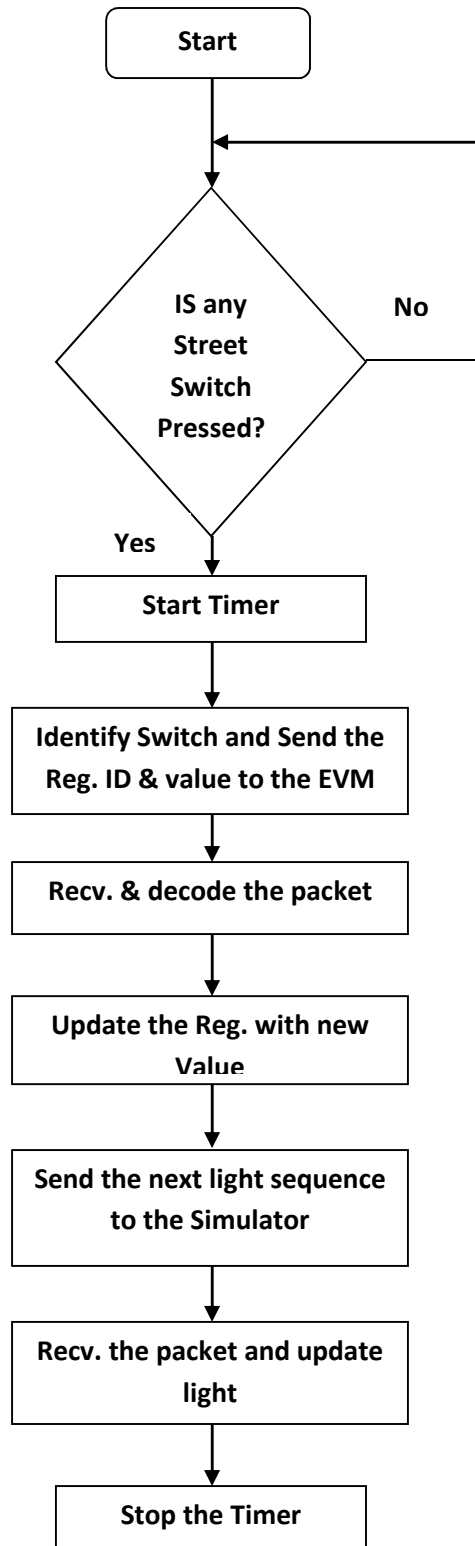 Start
IS any
Street
Switch
Pressed?
No
Yes
Start Timer
Identify Switch and Send the
Reg. ID & value to the EVM
Recv. & decode the packet
Update the Reg. with new
Value
Send the next light sequence
to the Simulator
Recv. the packet and update
light
Stop the Timer